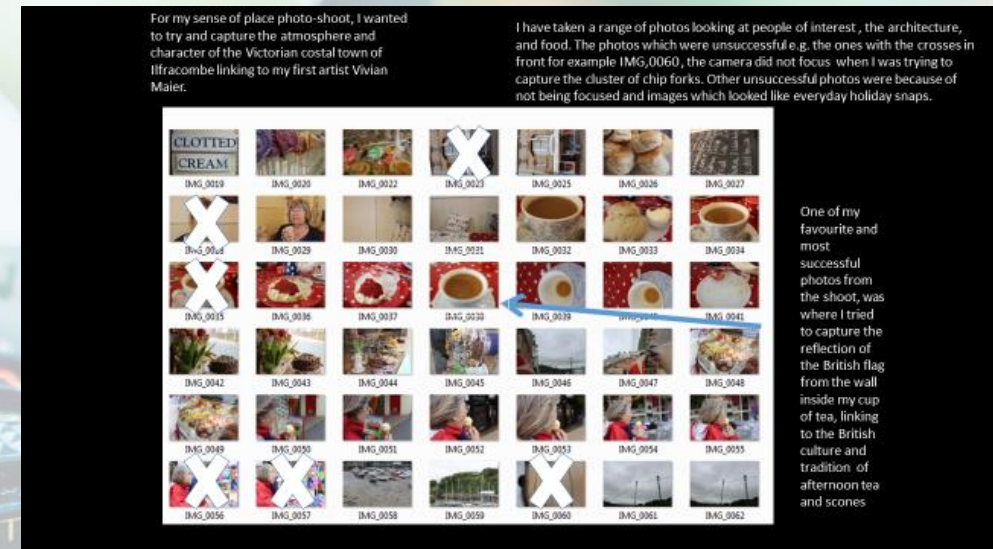 For my sense of place photo-shoot, I wanted
to try and capture the atmosphere and
character of the Victorian costal town of
Ilfracombe linking to my first artist Vivian
Maier.
I have taken a range of photos looking at people of interest , the architecture,
and food. The photos which were unsuccessful e.g. the ones with the crosses in
front for example IMG,0060 , the camera did not focus when I was trying to
capture the cluster of chip forks. Other unsuccessful photos were because of
not being focused and images which looked like everyday holiday snaps.
CLOTTED
CREAM
IMG_0019 IMG_0020 IMG_0022 IMG_0023 IMG_0025 IMG_0026 IMG_0027
IMG_0028 IMG_0029 IMG_0030 IMG_0031 IMG_0032 IMG_0033 IMG_0034
IMG_0035 IMG_0036 IMG_0037 IMG_0038 IMG_0039 IMG_0040 IMG_0041
IMG_0042 IMG_0043 IMG_0044 IMG_0045 IMG_0046 IMG_0047 IMG_0048
IMG_0049 IMG_0050 IMG_0051 IMG_0052 IMG_0053 IMG_0054 IMG_0055
IMG_0056 IMG_0057 IMG_0058 IMG_0059 IMG_0060 IMG_0061 IMG_0062
One of my
favourite and
most
successful
photos from
the shoot, was
where I tried
to capture the
reflection of
the British flag
from the wall
inside my cup
of tea, linking
to the British
culture and
tradition of
afternoon tea
and scones